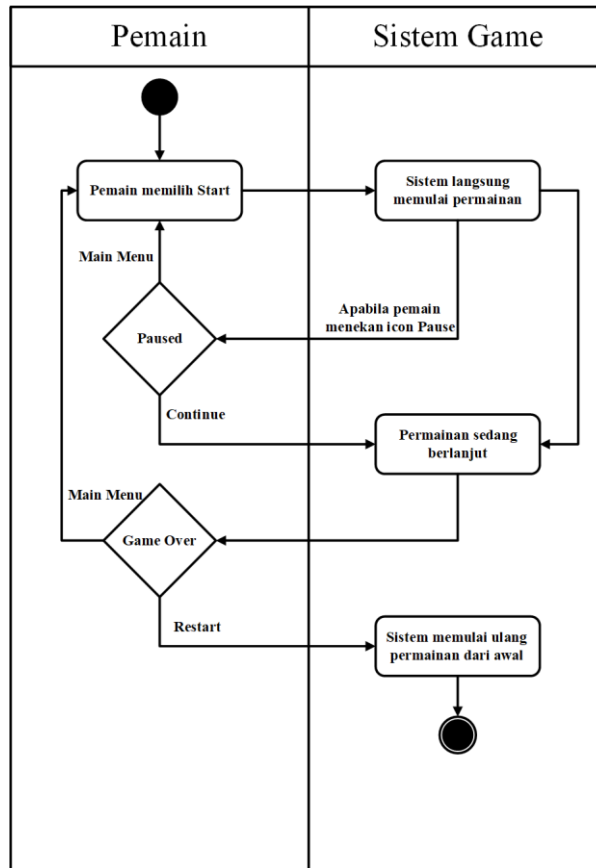 Pemain
Sistem Game
Pemain memilih Start
Sistem langsung
memulai permainan
Main Menu
Apabila pemain
menekan icon Pause
Paused
Continue
Permainan sedang
berlanjut
Main Menu
Game Over
Restart
Sistem memulai ulang
permainan dari awal